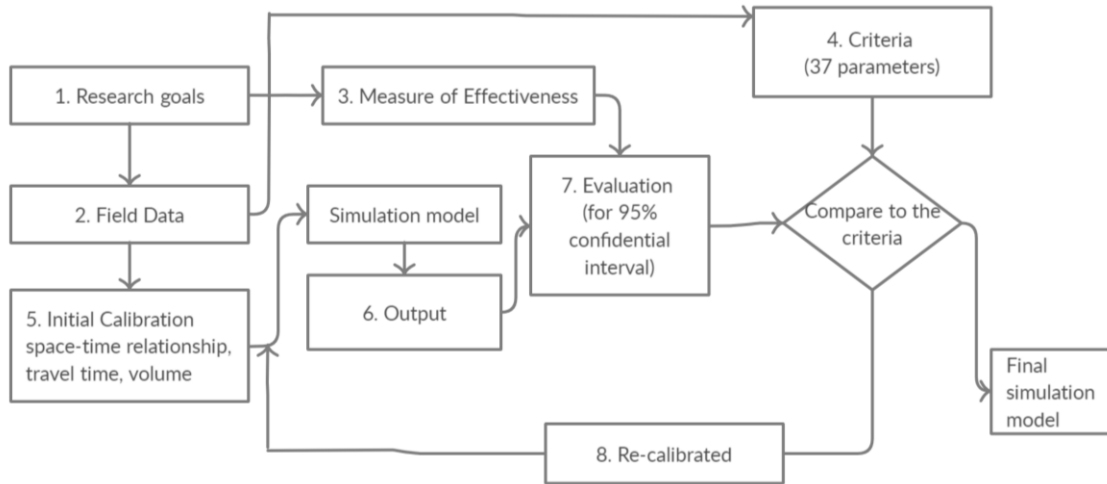 1. Research goals
2. Field Data
3. Measure of Effectiveness
4. Criteria
(37 parameters)
5. Initial Calibration
space-time relationship,
travel time, volume
Simulation model
6. Output
7. Evaluation
(for 95%
confidential
interval)
Compare to the
criteria
8. Re-calibrated
Final
simulation
model